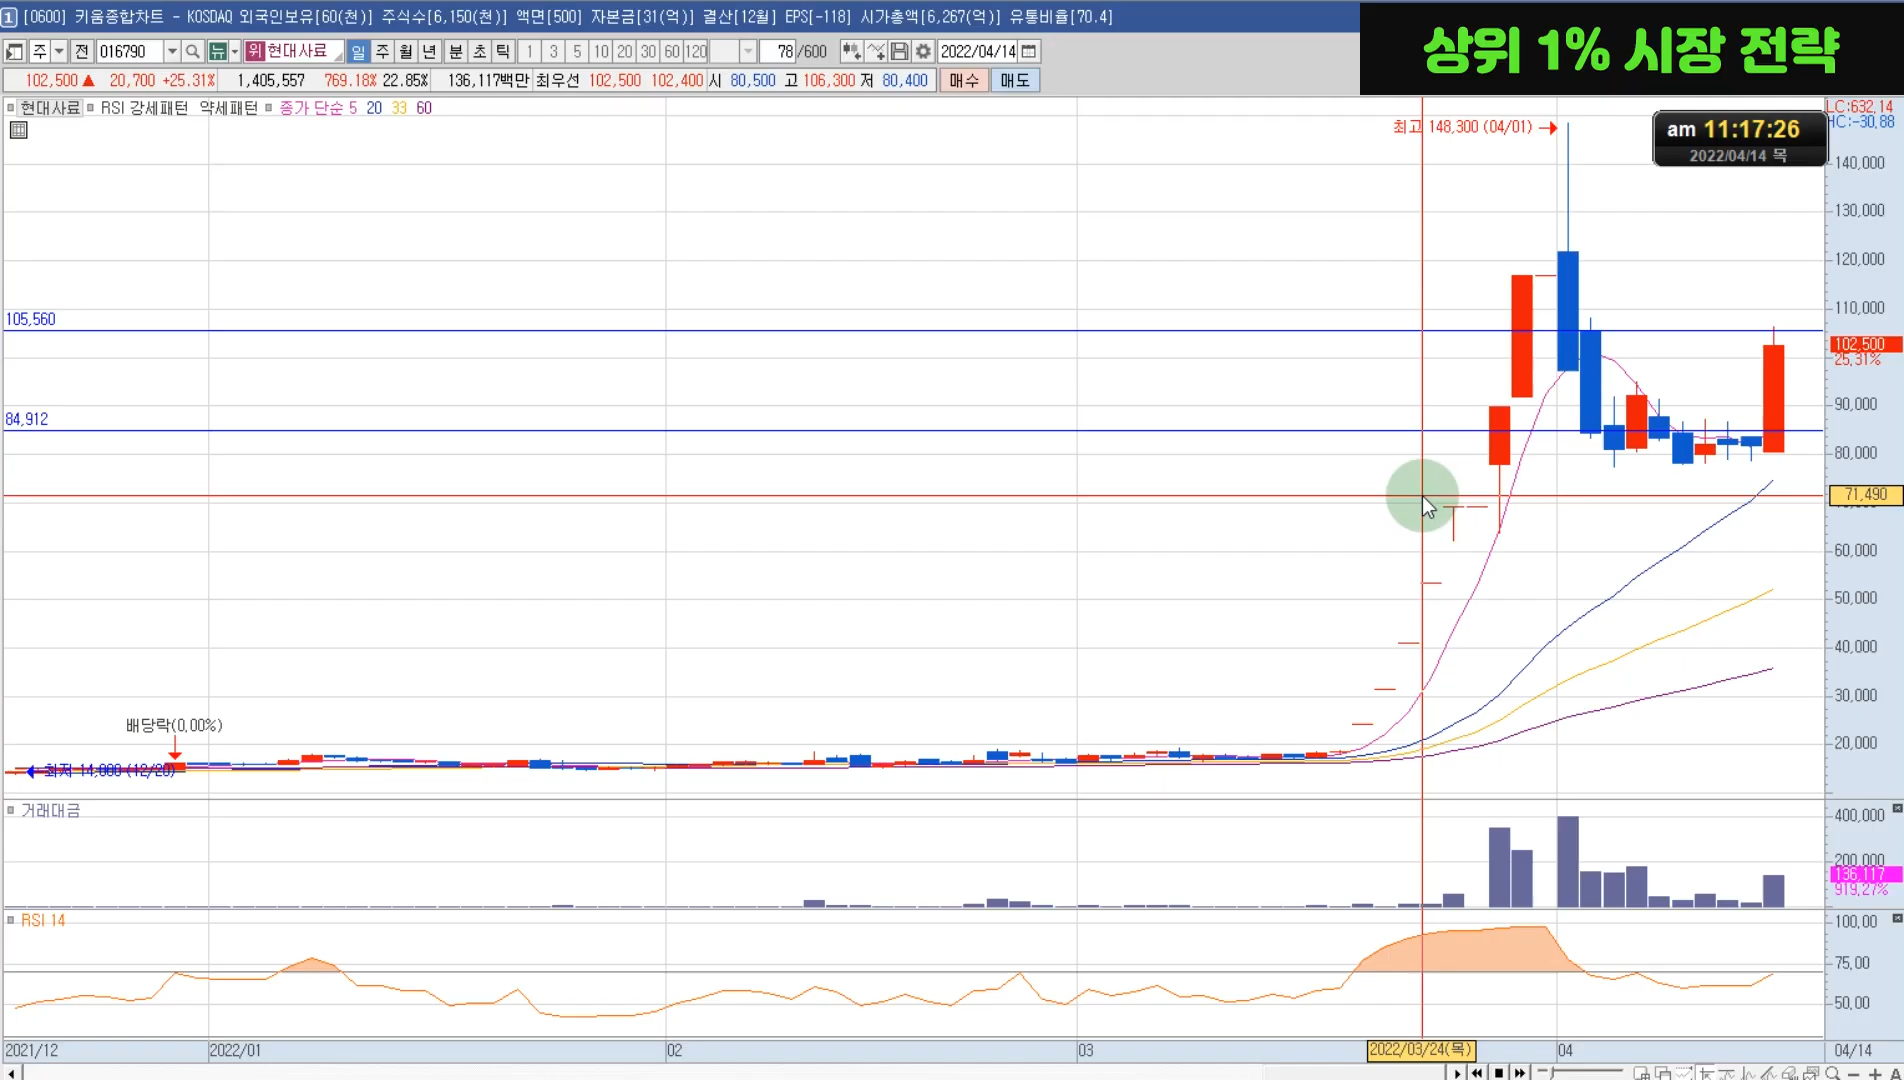 1 [0600] 키움종합차트 - KOSDAQ 외국인보유[60(천)] 주식수[6,150(천)] 액면[500] 자본금[31(억)] 결산[12월] EPS[-118] 시가총액[6,267(억)] 유통비율[70.4]
상위 1% 시장 전략
주 전 016790 뉴 위 현대사료 일 주 월 년 분 초 틱 1 3 5 10 20 30 60 120 78 /600 2022/04/14
102,500 ▲ 20,700 +25.31% 1,405,557 769.18% 22.85% 136,117백만 최우선 102,500 102,400 시 80,500 고 106,300 저 80,400 매수 매도
현대사료 RSI 강세패턴 약세패턴 종가 단순 5 20 33 60
LC:632,14
HC:-30,88
최고 148,300 (04/01)
am 11:17:26
2022/04/14 목
140,000
130,000
120,000
110,000
105,560
102,500
25,31%
90,000
84,912
80,000
71,490
60,000
50,000
40,000
30,000
배당락(0,00%)
20,000
최저 14,000 (12/20)
거래대금
400,000
200,000
136,117
919,27%
RSI 14
100,00
75,00
50,00
2021/12 2022/01 02 03 2022/03/24(목) 04 04/14